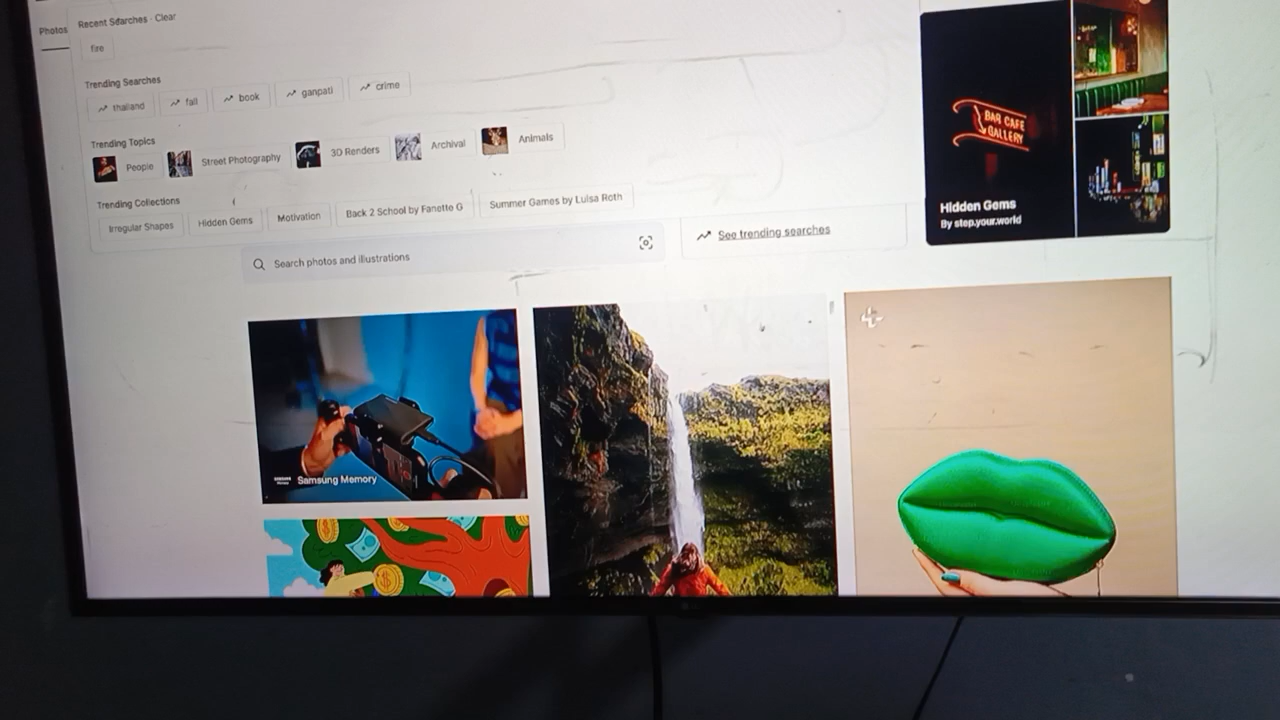 Photos
Recent Searches · Clear
fire
Trending Searches
thailand fall book ganpati crime
Trending Topics
People Street Photography 3D Renders Archival Animals
Trending Collections
Irregular Shapes Hidden Gems Motivation Back 2 School by Fanette G Summer Games by Luisa Roth
Search photos and illustrations
See trending searches
BAR CAFE
GALLERY
Hidden Gems
By step.your.world
Samsung Memory